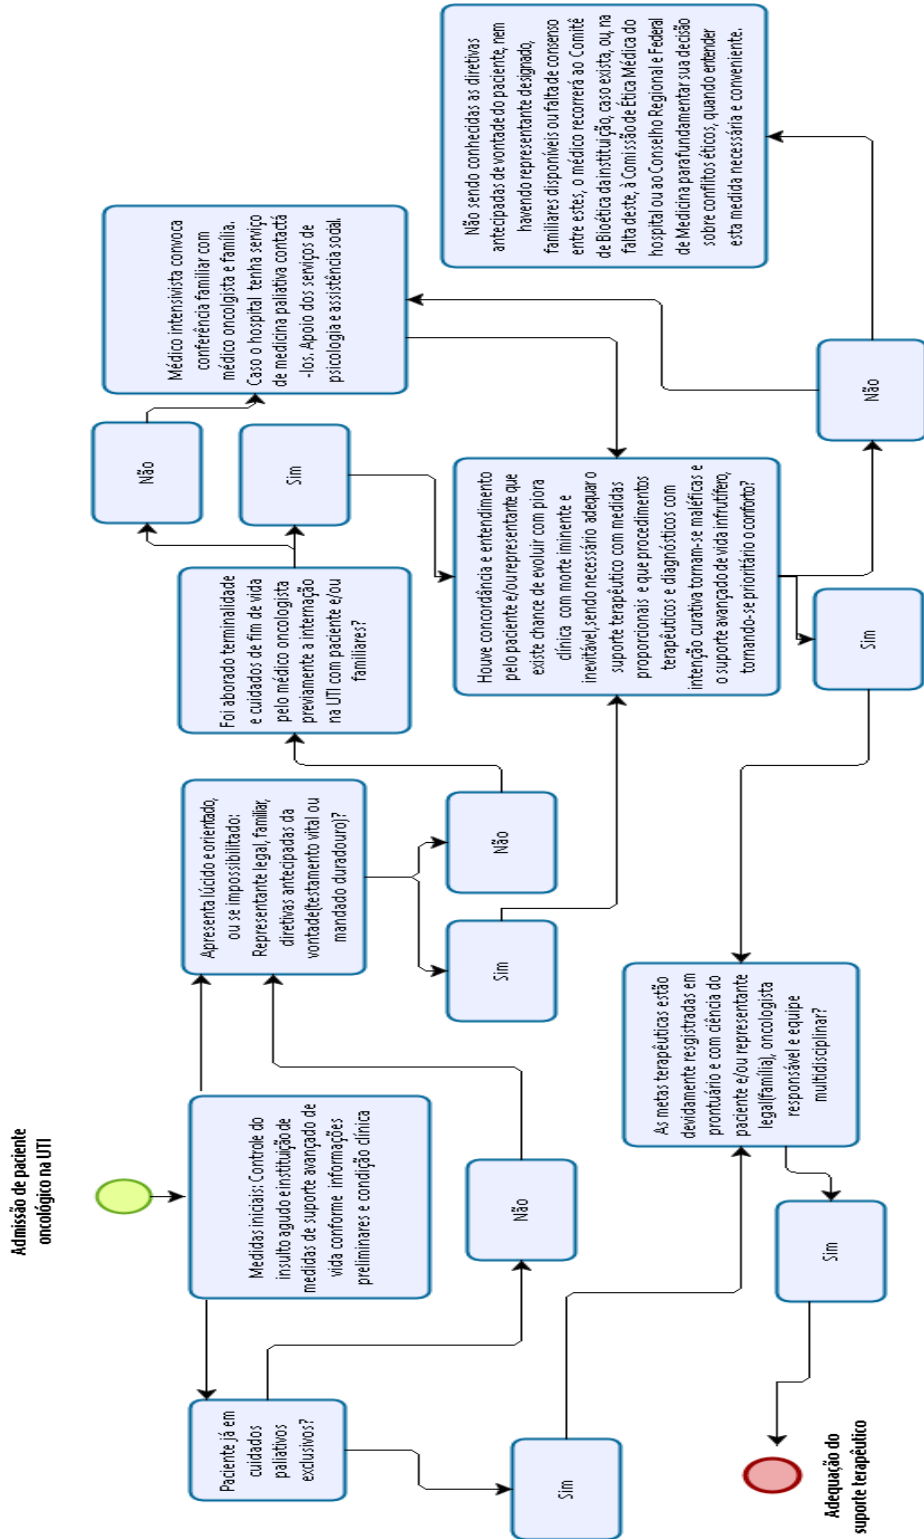 Admissão de paciente
oncológico na UTI
Medidas iniciais: Controle do
insulto agudo e instituição de
medidas de suporte avançado de
vida conforme informações
preliminares e condição clínica
Paciente já em
cuidados
paliativos
exclusivos?
Não
Sim
Apresenta lúcido e orientado,
ou se impossibilitado:
Representante legal, familiar,
diretivas antecipadas da
vontade(testamento vital ou
mandado duradouro)?
Sim
Não
Foi aborado terminalidade
e cuidados de fim de vida
pelo médico oncologista
previamente a internação
na UTI com paciente e/ou
familiares?
Não
Sim
Médico intensivista convoca
conferência familiar com
médico oncolgista e família.
Caso o hospital tenha serviço
de medicina paliativa contactá
-los. Apoio dos serviços de
psicologia e assistência social.
Houve concordância e entendimento
pelo paciente e/ou representante que
existe chance de evoluir com piora
clínica com morte iminente e
inevitável, sendo necessário adequar o
suporte terapêutico com medidas
proporcionais e que procedimentos
terapêuticos e diagnósticos com
intenção curativa tornam-se maléficas e
o suporte avançado de vida infrutífero,
tornando-se prioritário o conforto?
Sim
Não
Não sendo conhecidas as diretivas
antecipadas de vontade do paciente, nem
havendo representante designado,
familiares disponíveis ou falta de consenso
entre estes, o médico recorrerá ao Comitê
de Bioética da instituição, caso exista, ou, na
falta deste, à Comissão de Ética Médica do
hospital ou ao Conselho Regional e Federal
de Medicina para fundamentar sua decisão
sobre conflitos éticos, quando entender
esta medida necessária e conveniente.
As metas terapêuticas estão
devidamente resgistradas em
prontuário e com ciência do
paciente e/ou representante
legal(família), oncologista
responsável e equipe
multidisciplinar?
Sim
Adequação do
suporte terapêutico